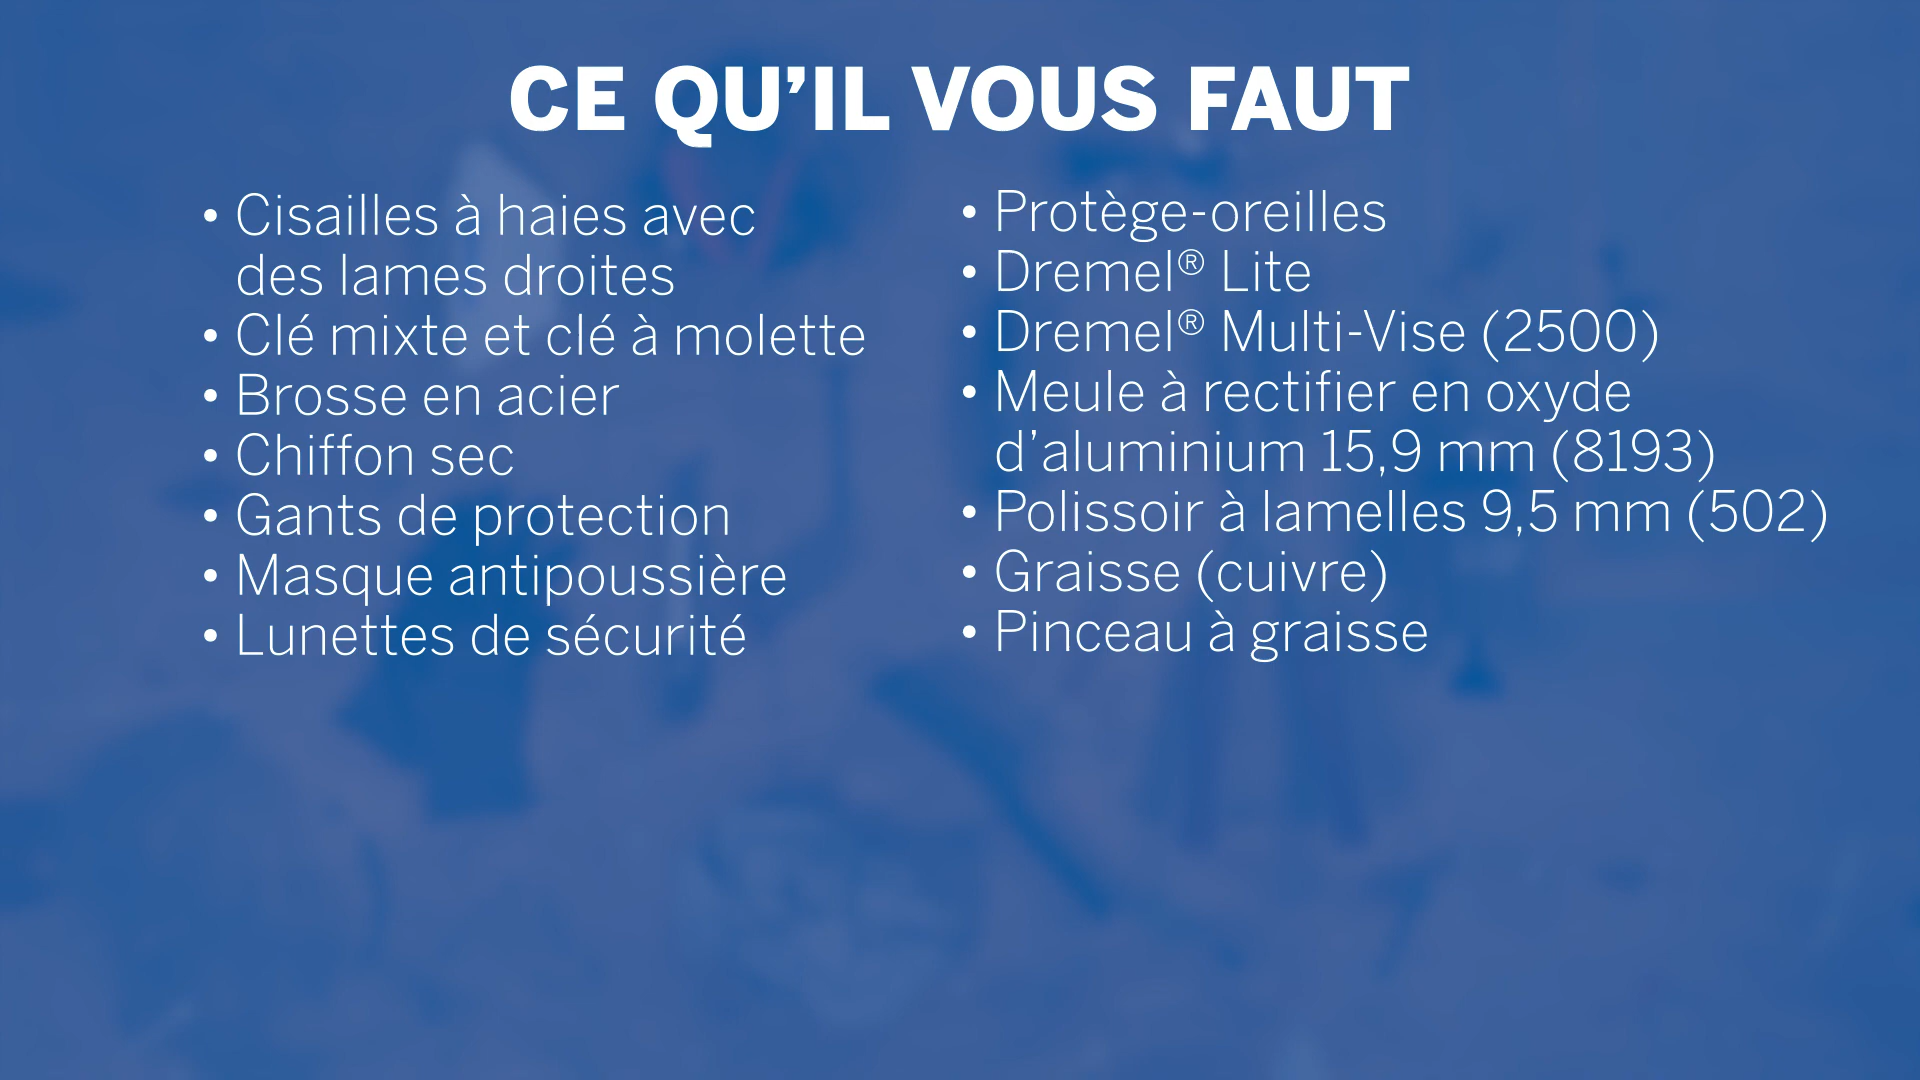 CE QU’IL VOUS FAUT
• Cisailles à haies avec
des lames droites
• Clé mixte et clé à molette
• Brosse en acier
• Chiffon sec
• Gants de protection
• Masque antipoussière
• Lunettes de sécurité
• Protège-oreilles
• Dremel® Lite
• Dremel® Multi-Vise (2500)
• Meule à rectifier en oxyde
d’aluminium 15,9 mm (8193)
• Polissoir à lamelles 9,5 mm (502)
• Graisse (cuivre)
• Pinceau à graisse